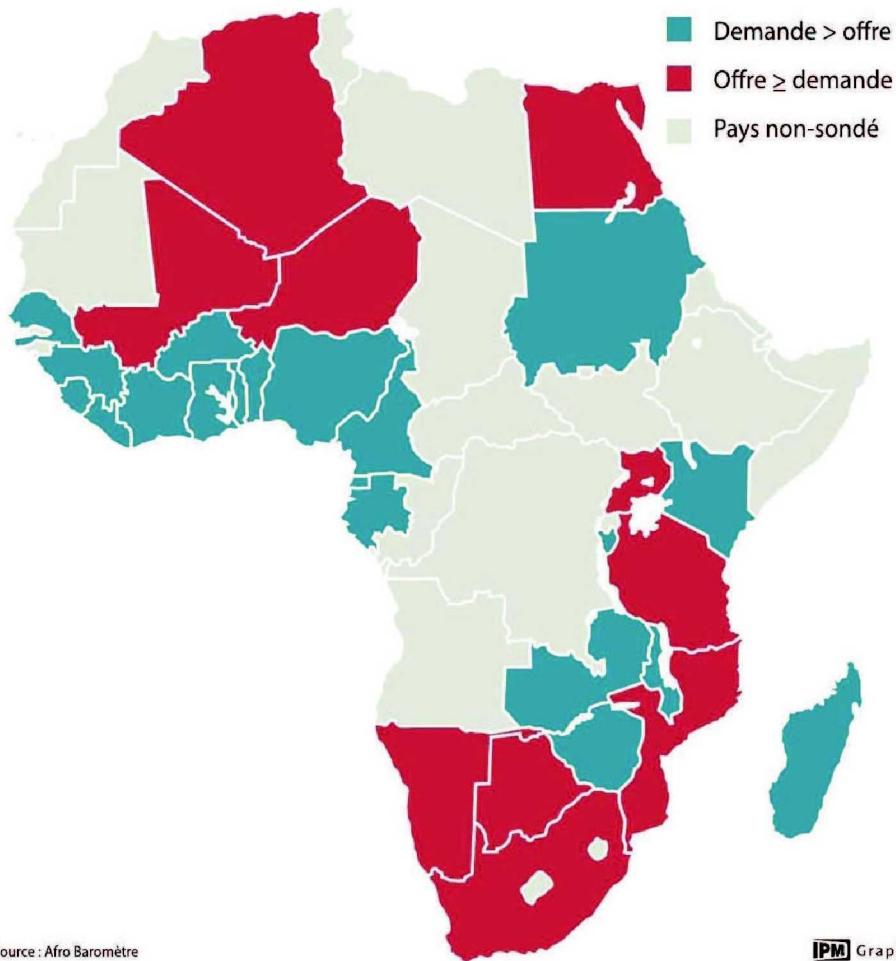 Demande > offre
Offre ≥ demande
Pays non-sondé
ource : Afro Baromètre
IPM Grap